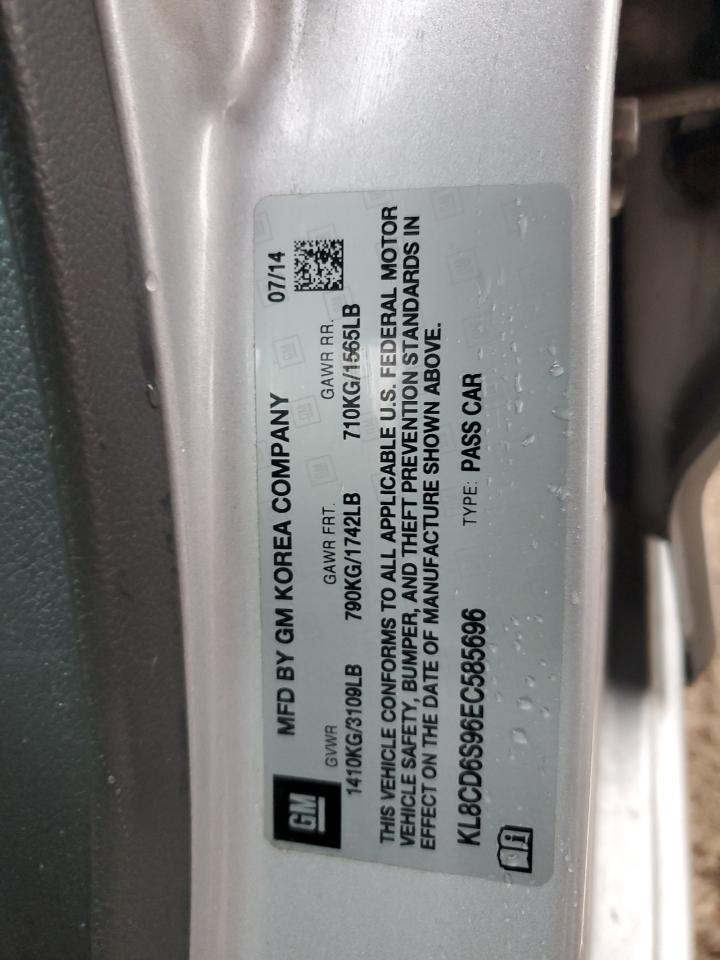 GM
MFD BY GM KOREA COMPANY 07/14
GVWR GAWR FRT. GAWR RR.
1410KG/3109LB 790KG/1742LB 710KG/1565LB
THIS VEHICLE CONFORMS TO ALL APPLICABLE U.S. FEDERAL MOTOR
VEHICLE SAFETY, BUMPER, AND THEFT PREVENTION STANDARDS IN
EFFECT ON THE DATE OF MANUFACTURE SHOWN ABOVE.
KL8CD6S96EC585696 TYPE: PASS CAR